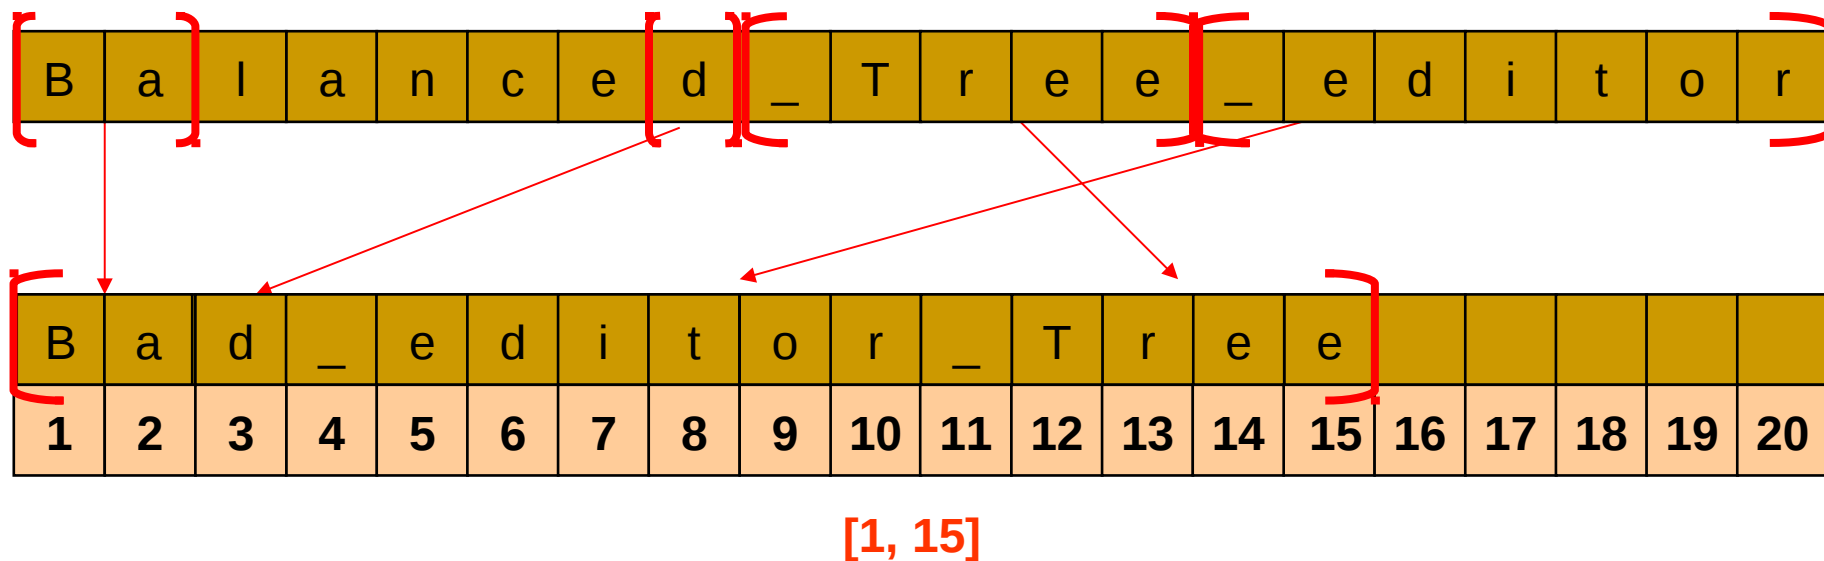 B a l a n c e d _ T r e e _ e d i t o r
B a d _ e d i t o r _ T r e e
1 2 3 4 5 6 7 8 9 10 11 12 13 14 15 16 17 18 19 20
[1, 15]